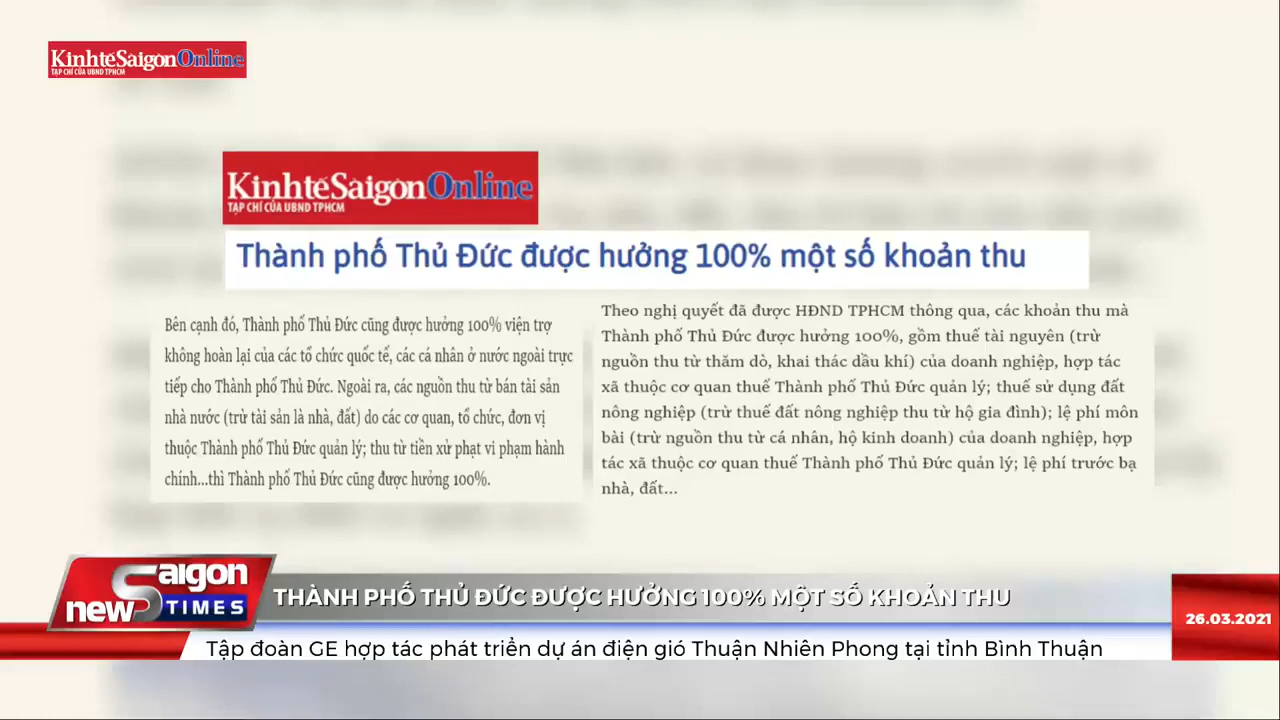 KinhtếSàigònOnline
TẠP CHÍ CỦA UBND TPHCM
KinhtếSàigònOnline
TẠP CHÍ CỦA UBND TPHCM
Thành phố Thủ Đức được hưởng 100% một số khoản thu
Bên cạnh đó, Thành phố Thủ Đức cũng được hưởng 100% viện trợ
không hoàn lại của các tổ chức quốc tế, các cá nhân ở nước ngoài trực
tiếp cho Thành phố Thủ Đức. Ngoài ra, các nguồn thu từ bán tài sản
nhà nước (trừ tài sản là nhà, đất) do các cơ quan, tổ chức, đơn vị
thuộc Thành phố Thủ Đức quản lý; thu từ tiền xử phạt vi phạm hành
chính...thì Thành phố Thủ Đức cũng được hưởng 100%.
Theo nghị quyết đã được HĐND TPHCM thông qua, các khoản thu mà
Thành phố Thủ Đức được hưởng 100%, gồm thuế tài nguyên (trừ
nguồn thu từ thăm dò, khai thác dầu khí) của doanh nghiệp, hợp tác
xã thuộc cơ quan thuế Thành phố Thủ Đức quản lý; thuế sử dụng đất
nông nghiệp (trừ thuế đất nông nghiệp thu từ hộ gia đình); lệ phí môn
bài (trừ nguồn thu từ cá nhân, hộ kinh doanh) của doanh nghiệp, hợp
tác xã thuộc cơ quan thuế Thành phố Thủ Đức quản lý; lệ phí trước bạ
nhà, đất...
Saigon
newS TIMES
THÀNH PHỐ THỦ ĐỨC ĐƯỢC HƯỞNG 100% MỘT SỐ KHOẢN THU
26.03.2021
Tập đoàn GE hợp tác phát triển dự án điện gió Thuận Nhiên Phong tại tỉnh Bình Thuận